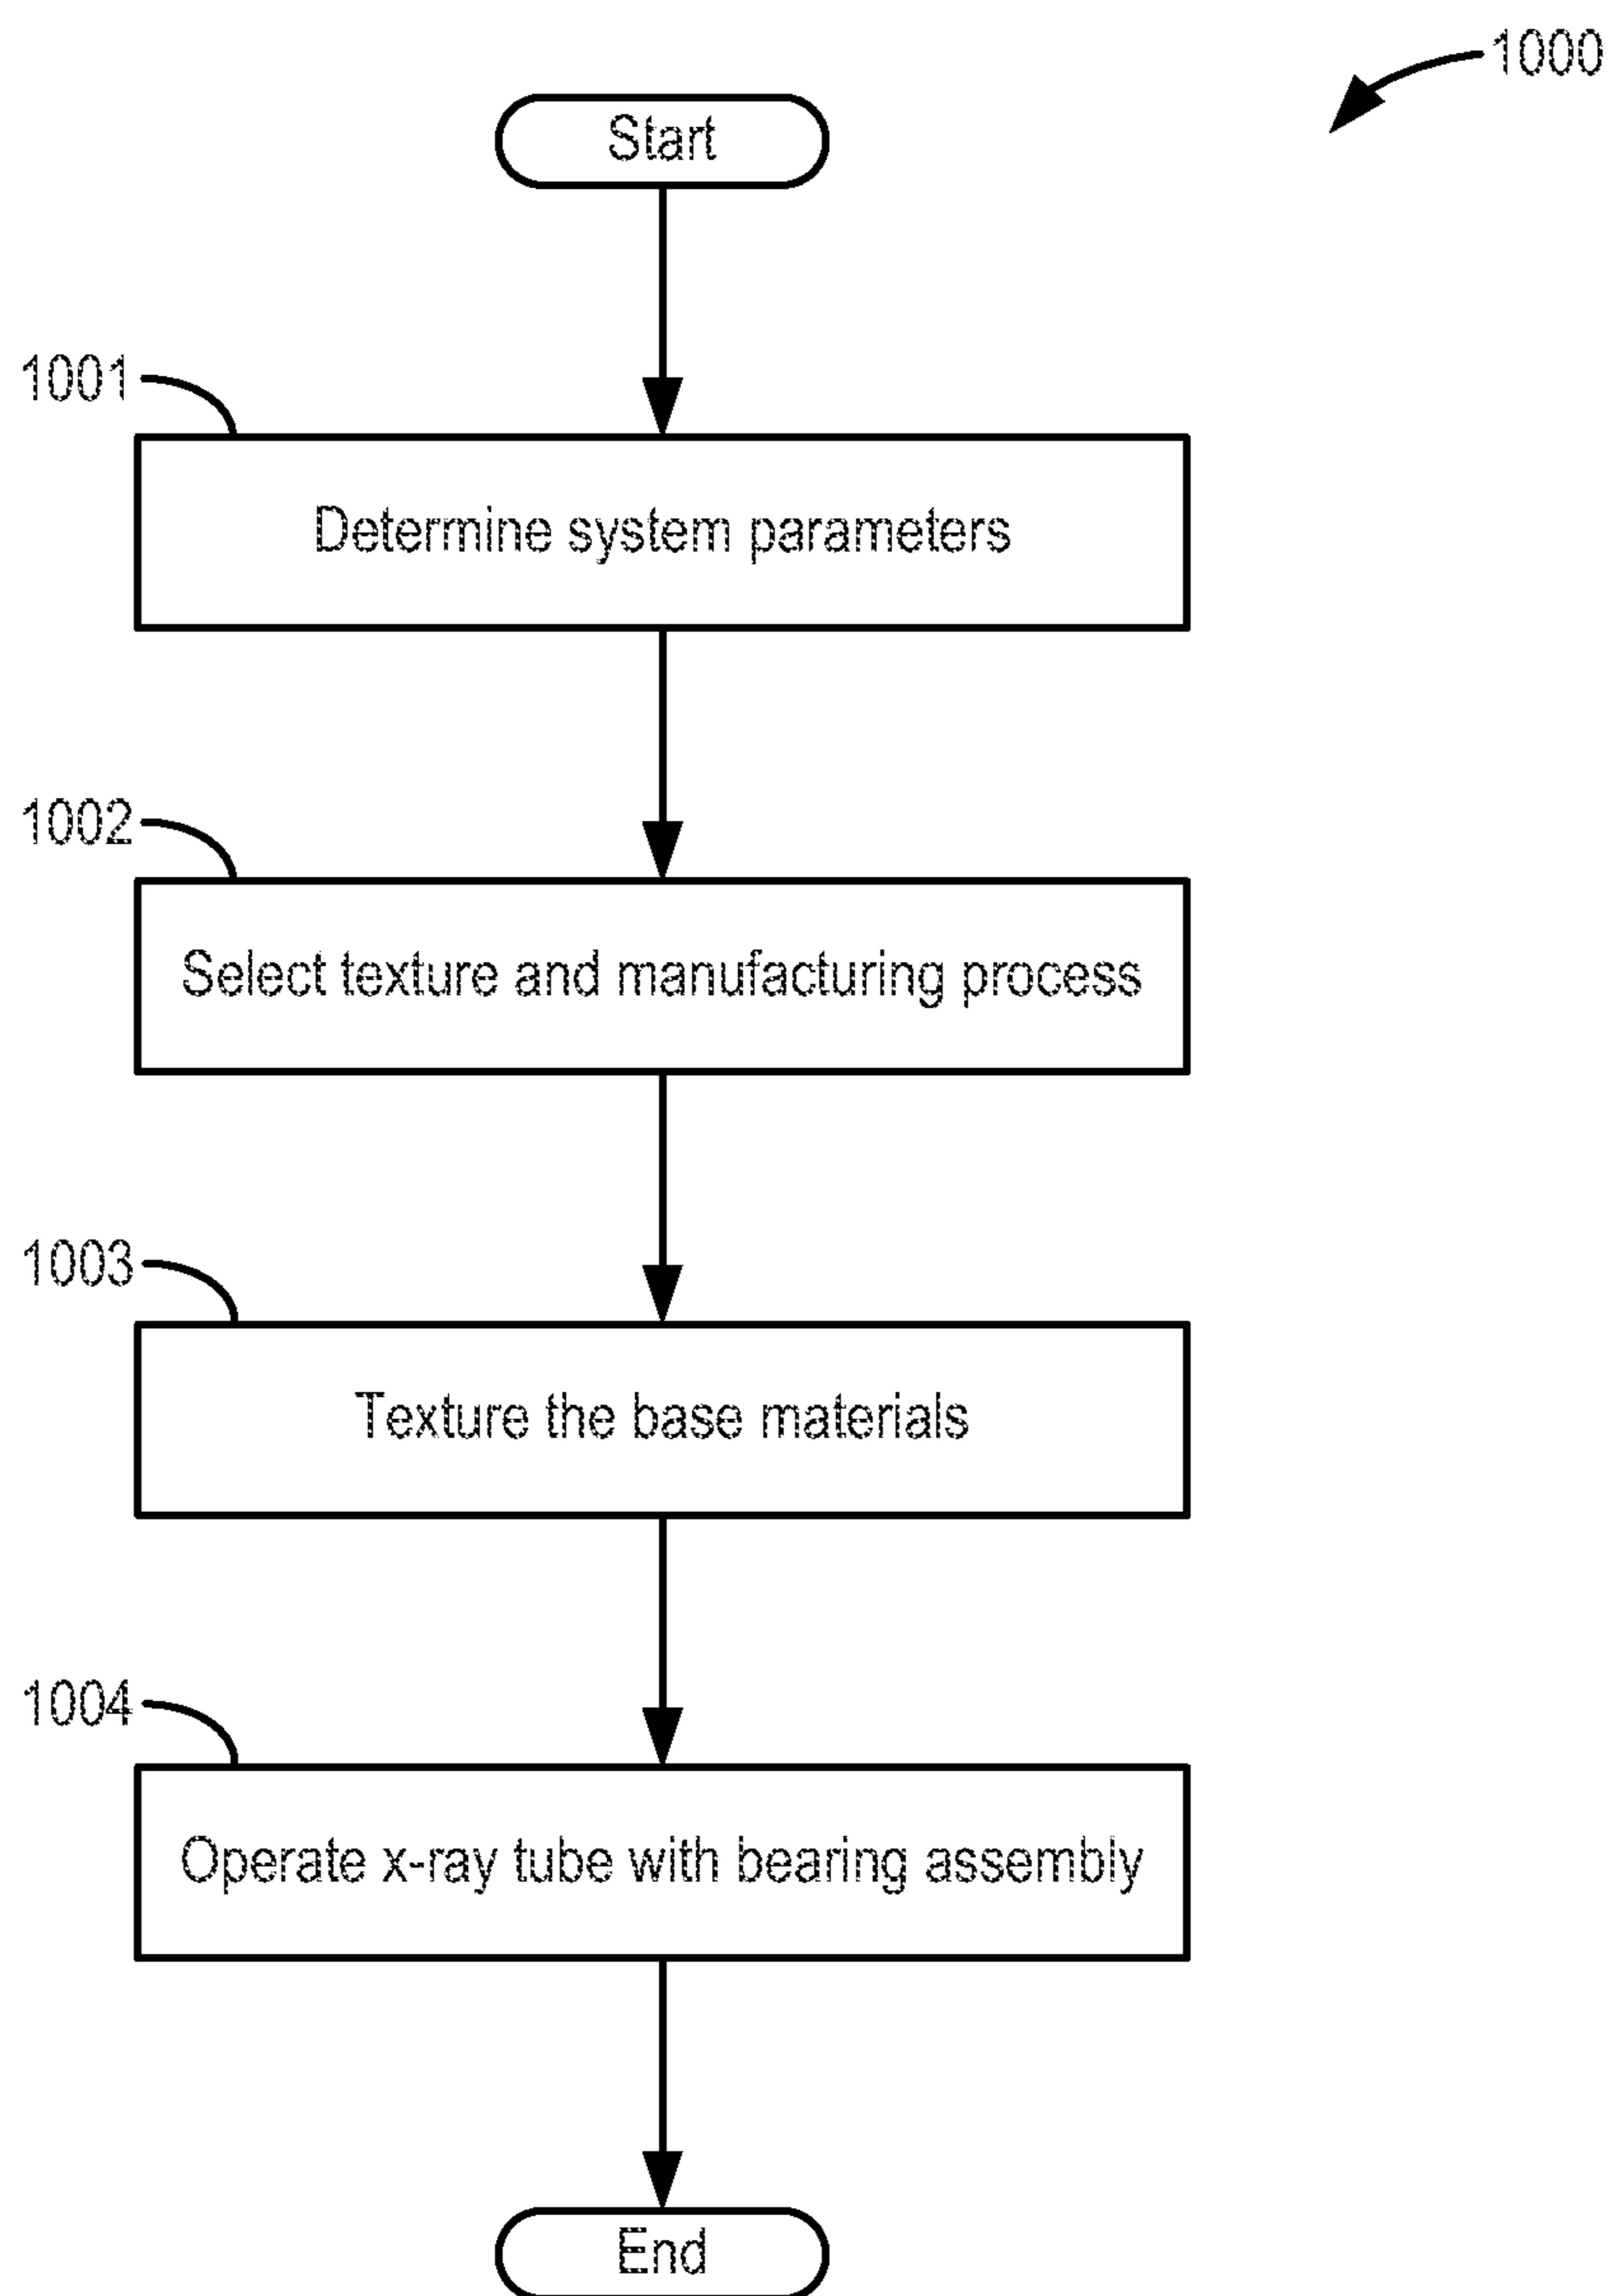 1000
Start
1001
Determine system parameters
1002
Select texture and manufacturing process
1003
Texture the base materials
1004
Operate x-ray tube with bearing assembly
End